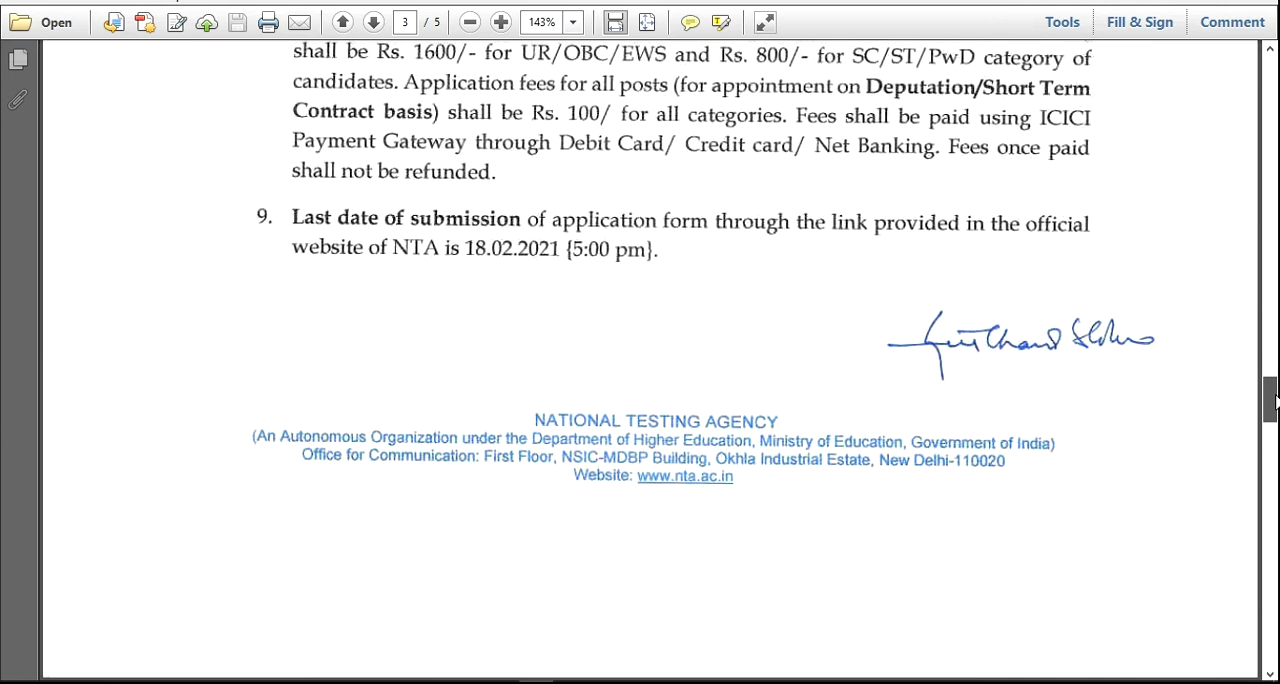 Open
3 / 5
143%
Tools
Fill & Sign
Comment
shall be Rs. 1600/- for UR/OBC/EWS and Rs. 800/- for SC/ST/PwD category of
candidates. Application fees for all posts (for appointment on Deputation/Short Term
Contract basis) shall be Rs. 100/ for all categories. Fees shall be paid using ICICI
Payment Gateway through Debit Card/ Credit card/ Net Banking. Fees once paid
shall not be refunded.
9. Last date of submission of application form through the link provided in the official
website of NTA is 18.02.2021 {5:00 pm}.
NATIONAL TESTING AGENCY
(An Autonomous Organization under the Department of Higher Education, Ministry of Education, Government of India)
Office for Communication: First Floor, NSIC-MDBP Building, Okhla Industrial Estate, New Delhi-110020
Website: www.nta.ac.in